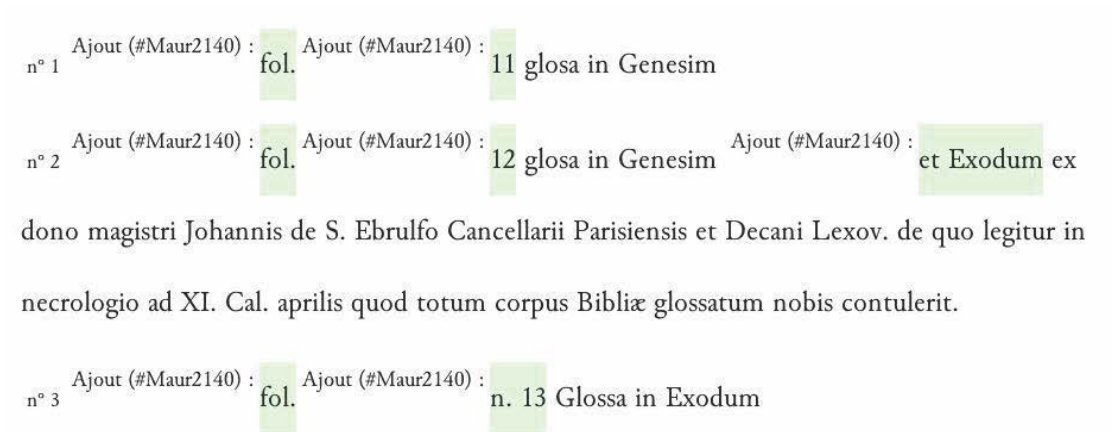 n° 1 Ajout (#Maur2140) : fol. Ajout (#Maur2140) : 11 glosa in Genesim
n° 2 Ajout (#Maur2140) : fol. Ajout (#Maur2140) : 12 glosa in Genesim Ajout (#Maur2140) : et Exodum ex
dono magistri Johannis de S. Ebrulfo Cancellarii Parisiensis et Decani Lexov. de quo legitur in
necrologio ad XI. Cal. aprilis quod totum corpus Bibliæ glossatum nobis contulerit.
n° 3 Ajout (#Maur2140) : fol. Ajout (#Maur2140) : n. 13 Glossa in Exodum